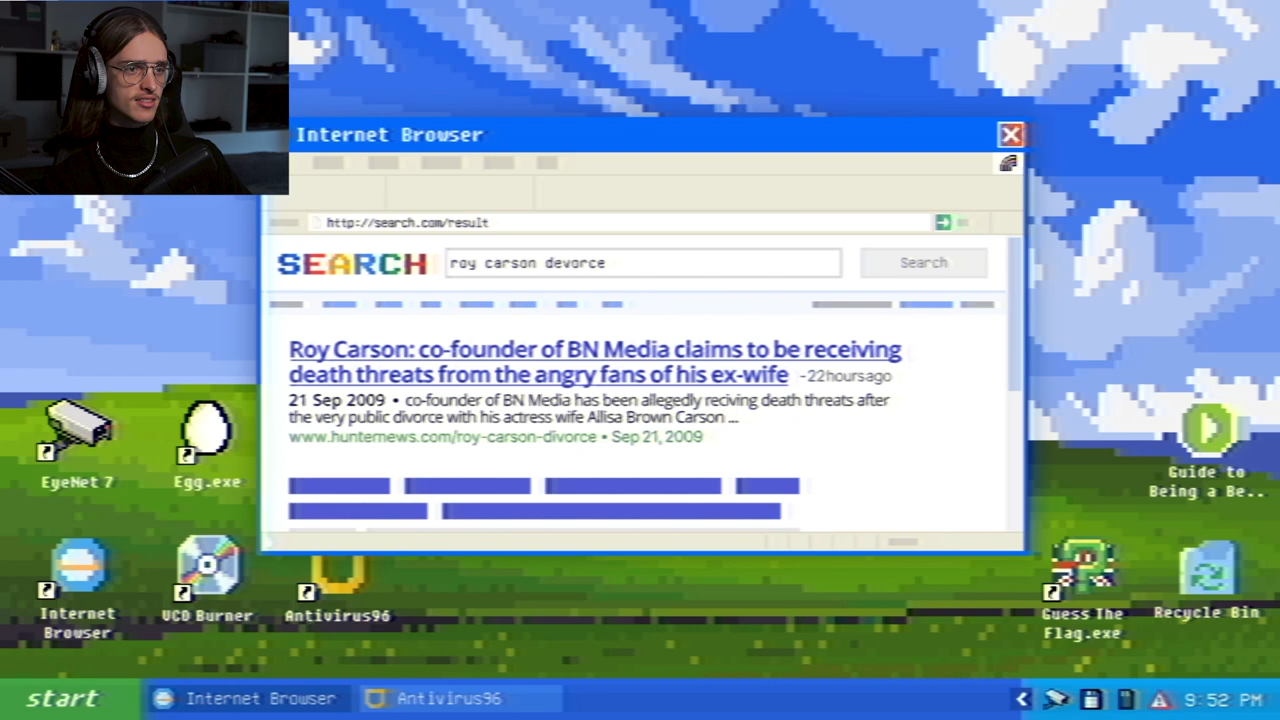 Internet Browser
http://search.com/result
SEARCH
roy carson devorce
Search
Roy Carson: co-founder of BN Media claims to be receiving
death threats from the angry fans of his ex-wife -22hoursago
21 Sep 2009 • co-founder of BN Media has been allegedly reciving death threats after
the very public divorce with his actress wife Allisa Brown Carson ...
www.hunternews.com/roy-carson-divorce • Sep 21, 2009
EyeNet 7
Egg.exe
Guide to
Being a Be..
Internet
Browser
VCD Burner
Antivirus96
Guess The
Flag.exe
Recycle Bin
start
Internet Browser
Antivirus96
9:52 PM